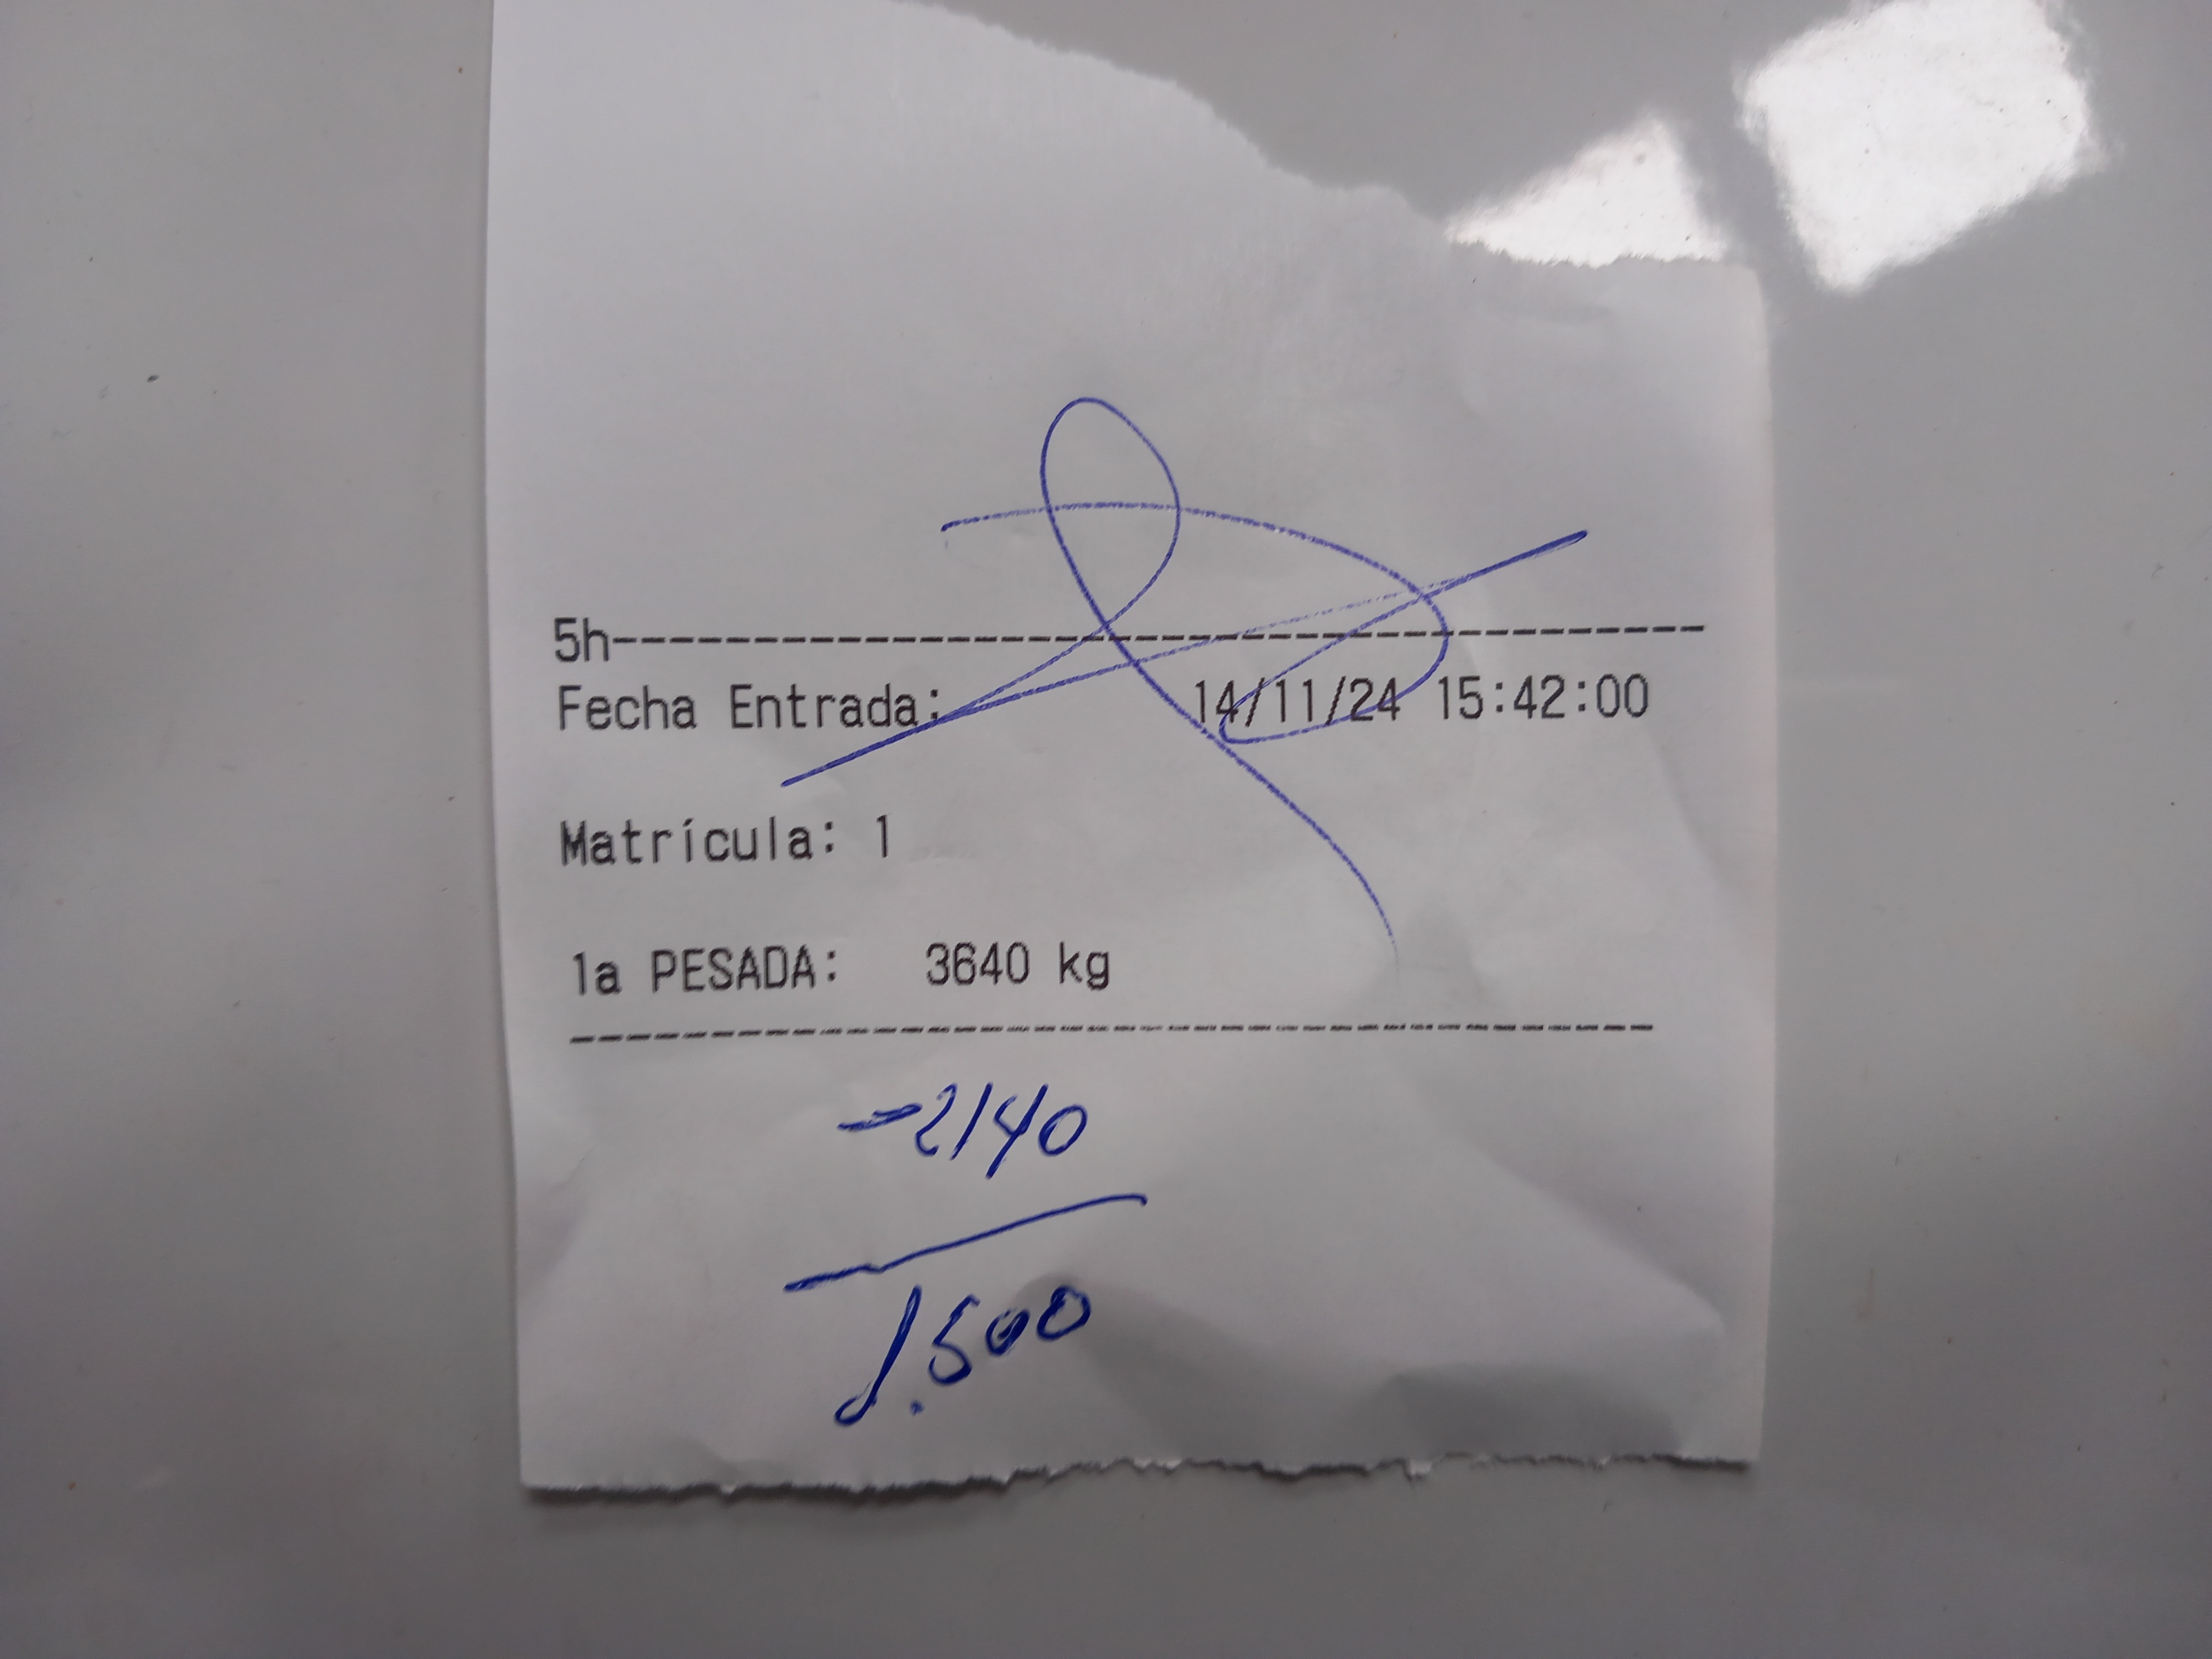 5h----------------------------------------
Fecha Entrada: 14/11/24 15:42:00
Matrícula: 1
1a PESADA: 3640 kg
----------------------------------------
-2140
1.500